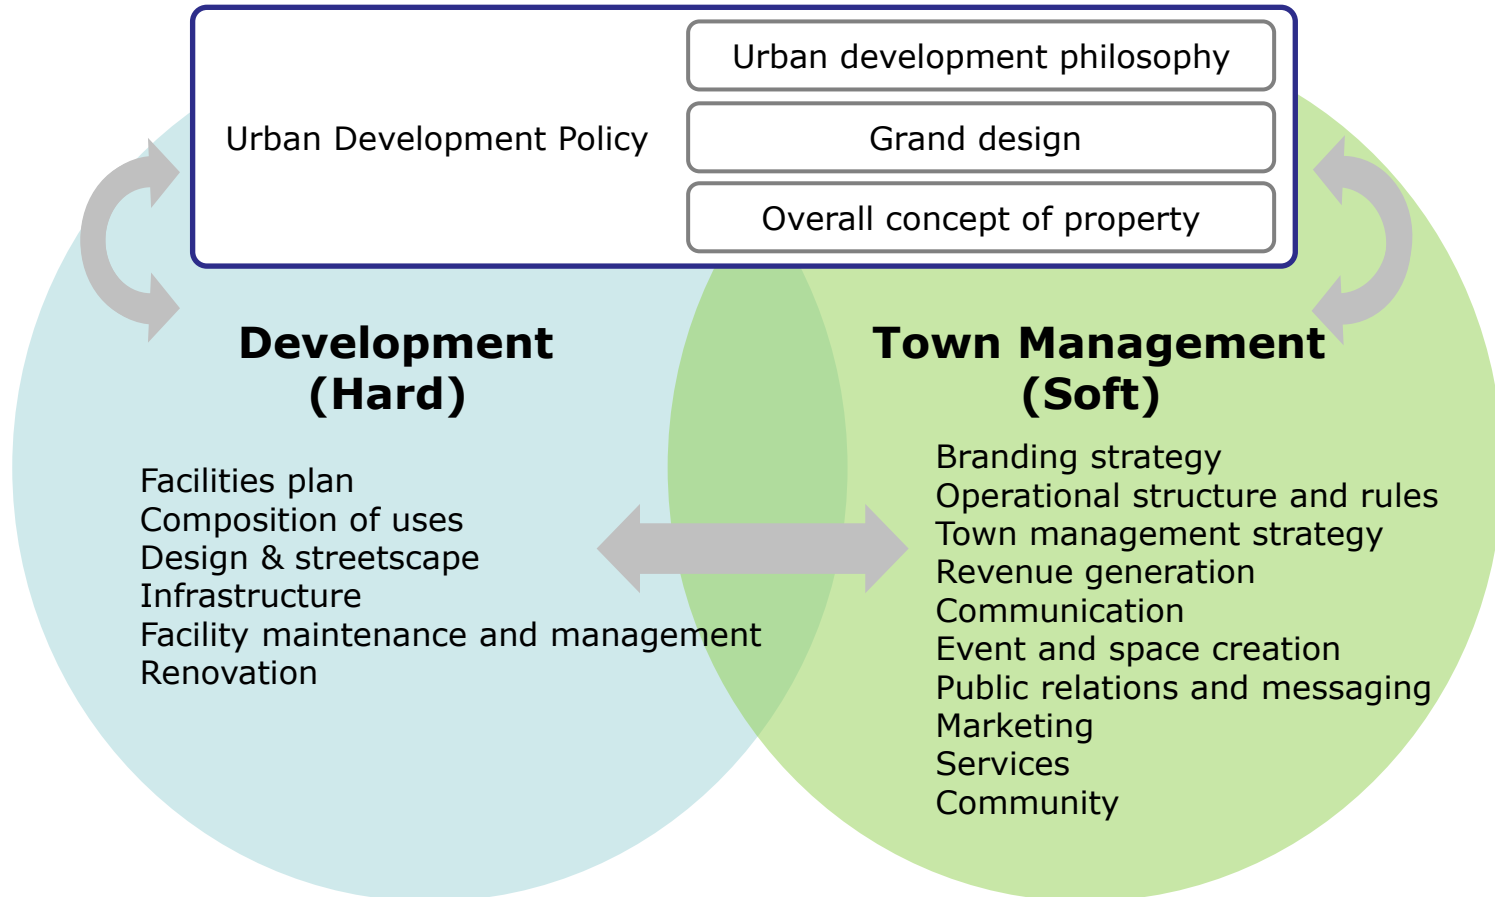 Urban Development Policy
Urban development philosophy
Grand design
Overall concept of property
Development
(Hard)
Facilities plan
Composition of uses
Design & streetscape
Infrastructure
Facility maintenance and management
Renovation
Town Management
(Soft)
Branding strategy
Operational structure and rules
Town management strategy
Revenue generation
Communication
Event and space creation
Public relations and messaging
Marketing
Services
Community